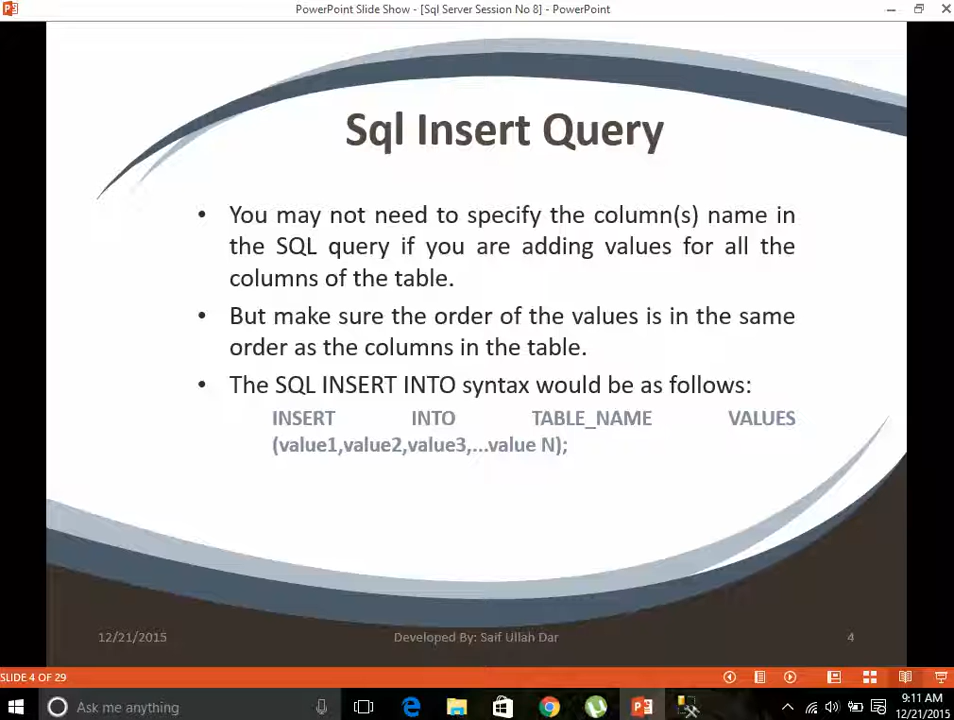 PowerPoint Slide Show - [Sql Server Session No 8] - PowerPoint
Sql Insert Query
• You may not need to specify the column(s) name in
the SQL query if you are adding values for all the
columns of the table.
• But make sure the order of the values is in the same
order as the columns in the table.
• The SQL INSERT INTO syntax would be as follows:
INSERT INTO TABLE_NAME VALUES
(value1,value2,value3,...value N);
12/21/2015 Developed By: Saif Ullah Dar 4
SLIDE 4 OF 29
Ask me anything
9:11 AM
12/21/2015